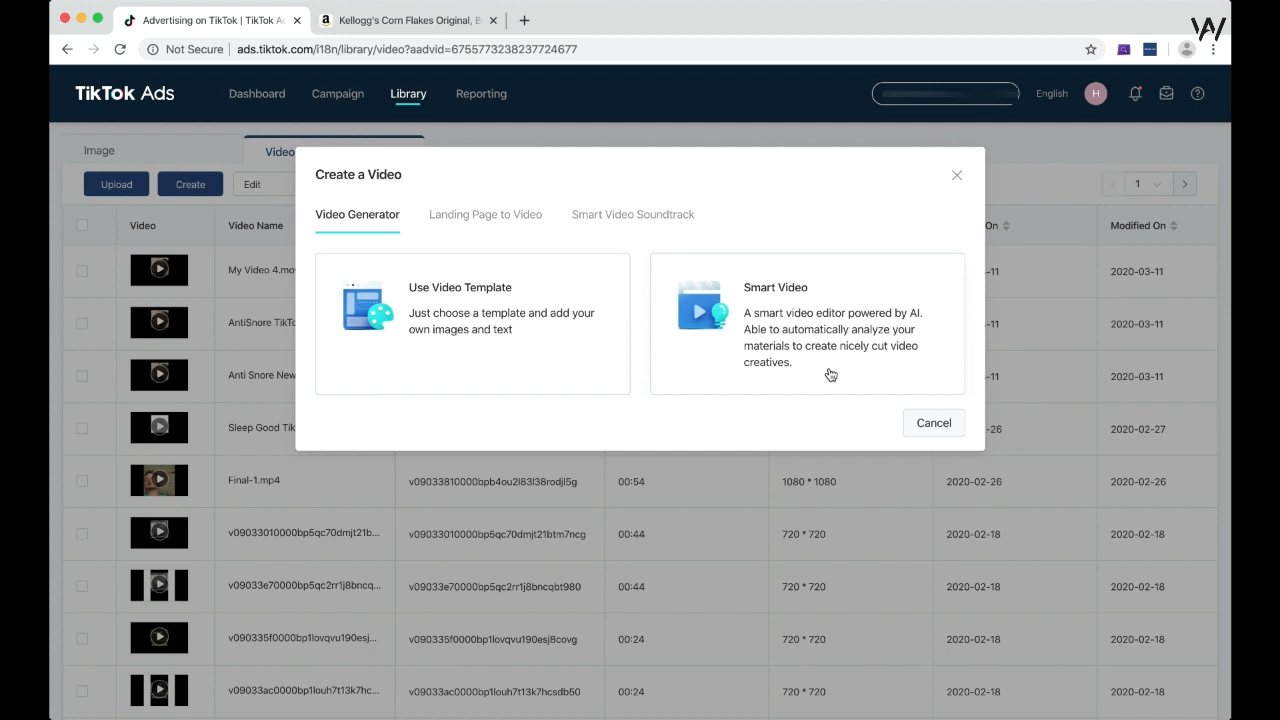 Advertising on TikTok | TikTok A
Kellogg's Corn Flakes Original, B
Not Secure
ads.tiktok.com/i18n/library/video?aadvid=6755773238237724677
TikTok Ads
Dashboard
Campaign
Library
Reporting
English
H
Image
Video
Upload
Create
Edit
1
Create a Video
Video Generator
Landing Page to Video
Smart Video Soundtrack
Use Video Template
Just choose a template and add your
own images and text
Smart Video
A smart video editor powered by AI.
Able to automatically analyze your
materials to create nicely cut video
creatives.
Cancel
Video
Video Name
On
Modified On
My Video 4.mo
-11
2020-03-11
AntiSnore TikTo
-11
2020-03-11
Anti Snore New
-11
2020-03-11
Sleep Good Tik
-26
2020-02-27
Final-1.mp4
v09033810000bpb4ou2l83l38rodjl5g
00:54
1080 * 1080
2020-02-26
2020-02-26
v09033010000bp5qc70dmjt21b...
v09033010000bp5qc70dmjt21btm7ncg
00:44
720 * 720
2020-02-18
2020-02-18
v09033e70000bp5qc2rr1j8bncq...
v09033e70000bp5qc2rr1j8bncqbt980
00:44
720 * 720
2020-02-18
2020-02-18
v090335f0000bp1lovqvu190esj...
v090335f0000bp1lovqvu190esj8covg
00:24
720 * 720
2020-02-18
2020-02-18
v09033ac0000bp1louh7t13k7hc...
v09033ac0000bp1louh7t13k7hcsdb50
00:24
720 * 720
2020-02-18
2020-02-18